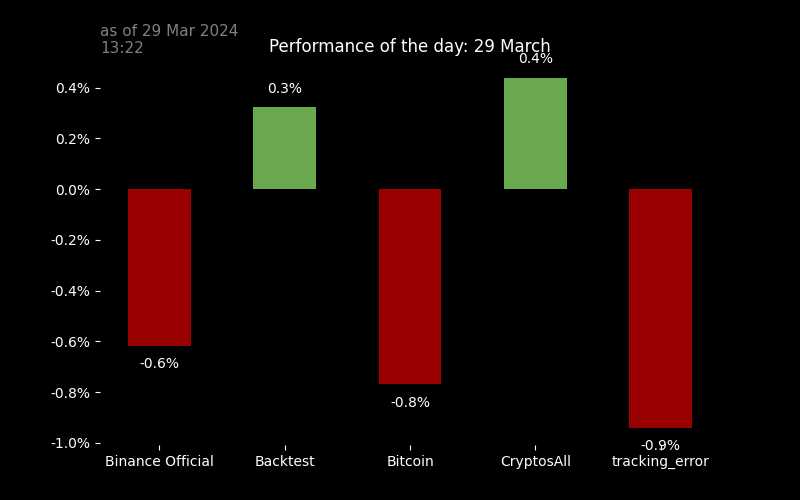 as of 29 Mar 2024
13:22
Performance of the day: 29 March
0.4%
0.3%
0.4%
0.2%
0.0%
-0.2%
-0.4%
-0.6%
-0.6%
-0.8%
-0.8%
-1.0%
-0.9%
Binance Official
Backtest
Bitcoin
CryptosAll
tracking_error